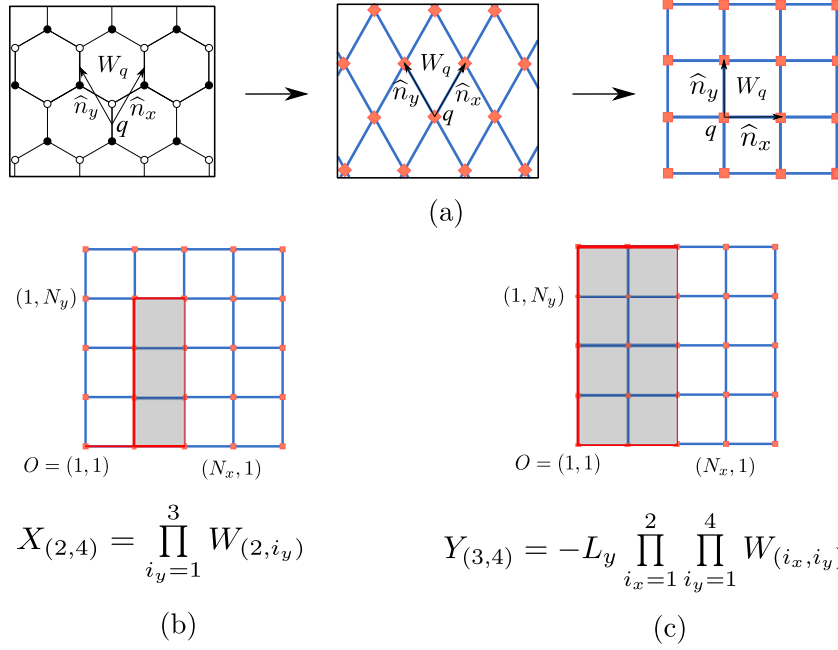 W_q
n̂_y n̂_x
q
W_q
n̂_y n̂_x
q
n̂_y W_q
q n̂_x
(a)
(1, N_y)
O = (1, 1) (N_x, 1)
(1, N_y)
O = (1, 1) (N_x, 1)
X_{(2,4)} = ∏_{i_y=1}^{3} W_{(2,i_y)}
Y_{(3,4)} = −L_y ∏_{i_x=1}^{2} ∏_{i_y=1}^{4} W_{(i_x,i_y)}
(b)
(c)